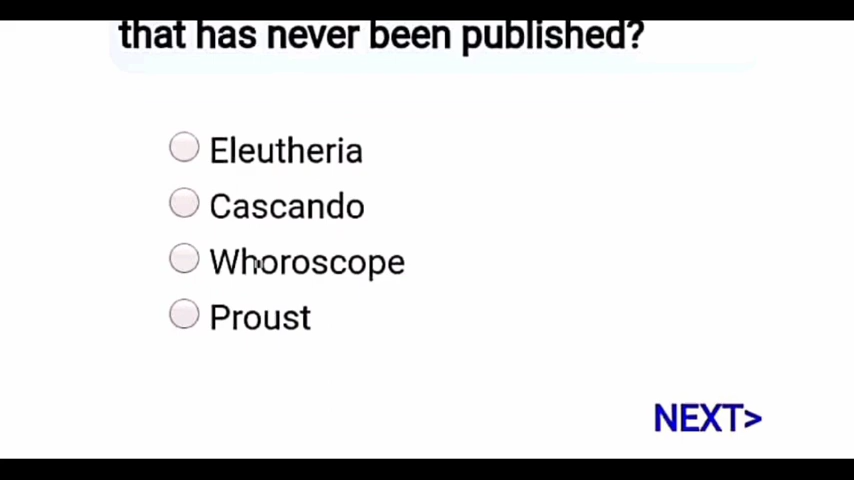 that has never been published?
Eleutheria
Cascando
Whoroscope
Proust
NEXT>